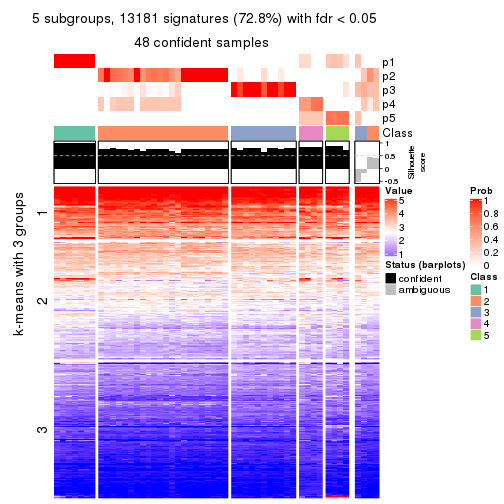 5 subgroups, 13181 signatures (72.8%) with fdr < 0.05
48 confident samples
p1
p2
p3
p4
p5
Class
1
0.5
0
-0.5
Silhouette
score
k-means with 3 groups
1
2
3
Value
5
4
3
2
1
Status (barplots)
confident
ambiguous
Prob
1
0.8
0.6
0.4
0.2
0
Class
1
2
3
4
5